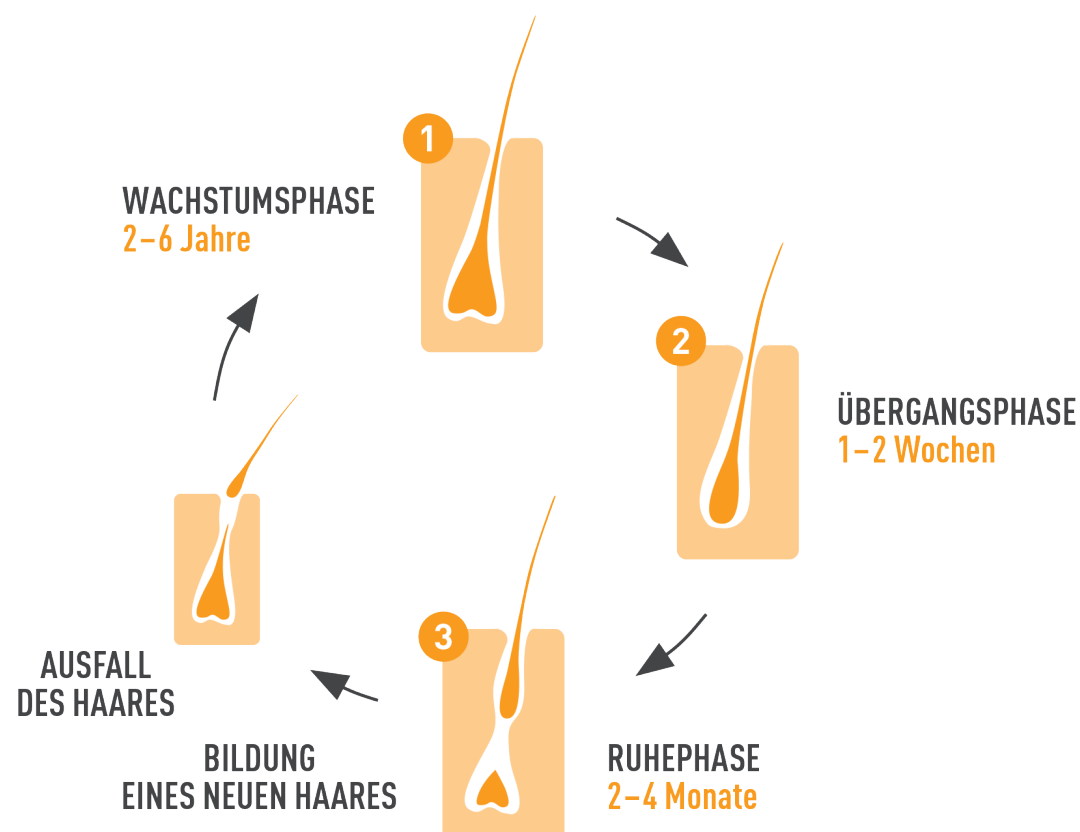 1
WACHSTUMSPHASE
2–6 Jahre
2
ÜBERGANGSPHASE
1–2 Wochen
3
RUHEPHASE
2–4 Monate
BILDUNG
EINES NEUEN HAARES
AUSFALL
DES HAARES